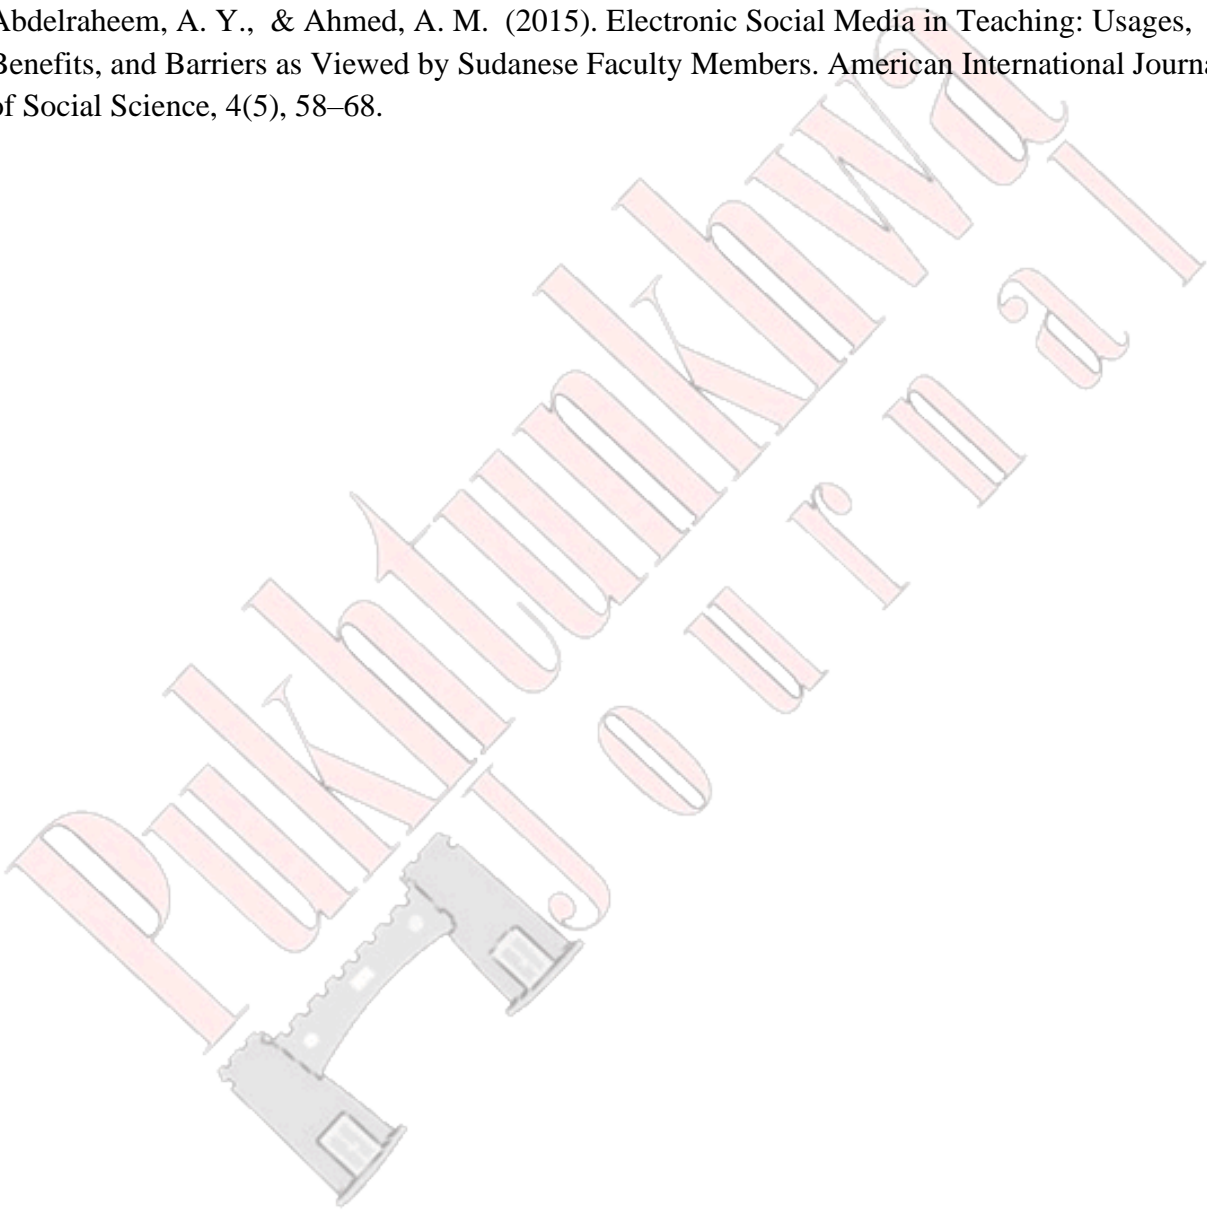 Abdelraheem, A. Y., & Ahmed, A. M. (2015). Electronic Social Media in Teaching: Usages,
Benefits, and Barriers as Viewed by Sudanese Faculty Members. American International Journa
of Social Science, 4(5), 58–68.
Pukhtunkhwa
Journal